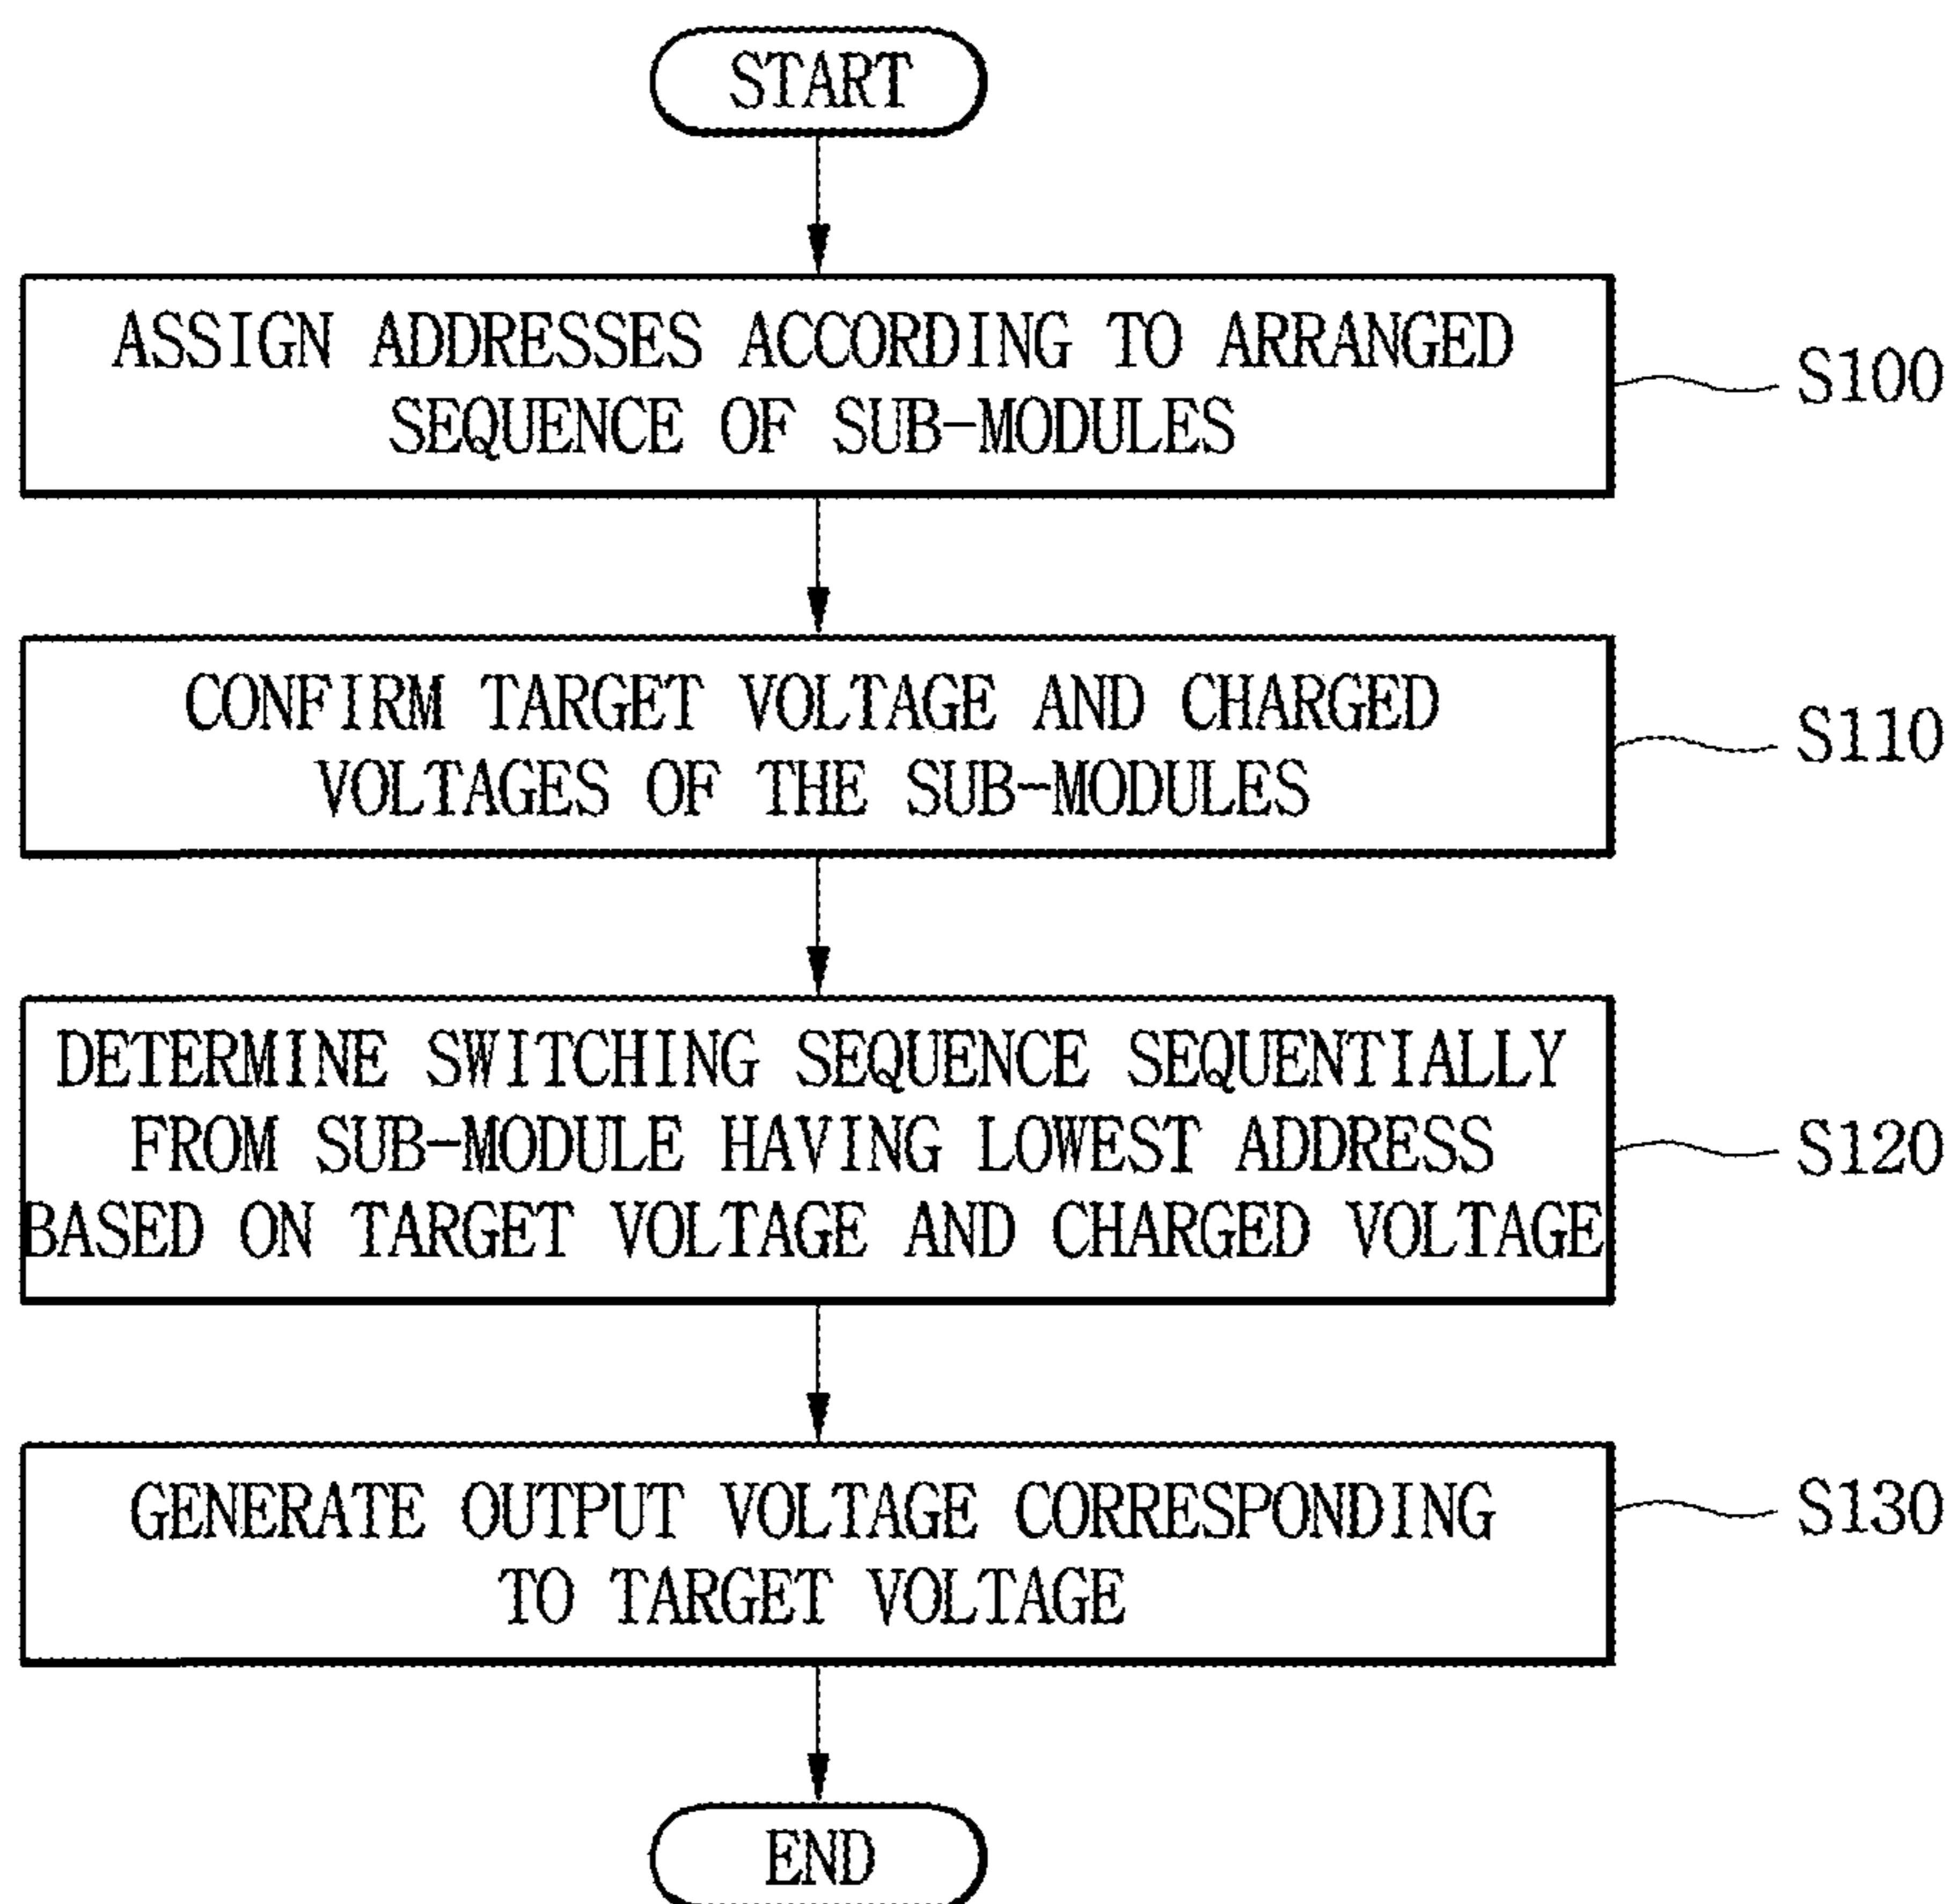 START
ASSIGN ADDRESSES ACCORDING TO ARRANGED
SEQUENCE OF SUB-MODULES
S100
CONFIRM TARGET VOLTAGE AND CHARGED
VOLTAGES OF THE SUB-MODULES
S110
DETERMINE SWITCHING SEQUENCE SEQUENTIALLY
FROM SUB-MODULE HAVING LOWEST ADDRESS
BASED ON TARGET VOLTAGE AND CHARGED VOLTAGE
S120
GENERATE OUTPUT VOLTAGE CORRESPONDING
TO TARGET VOLTAGE
S130
END